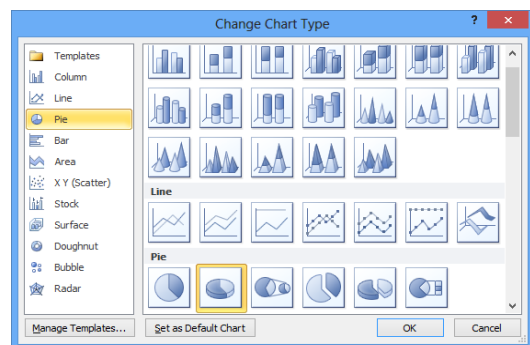 Change Chart Type
?
×
Templates
Column
Line
Pie
Bar
Area
X Y (Scatter)
Stock
Surface
Doughnut
Bubble
Radar
Line
Pie
Manage Templates...
Set as Default Chart
OK
Cancel